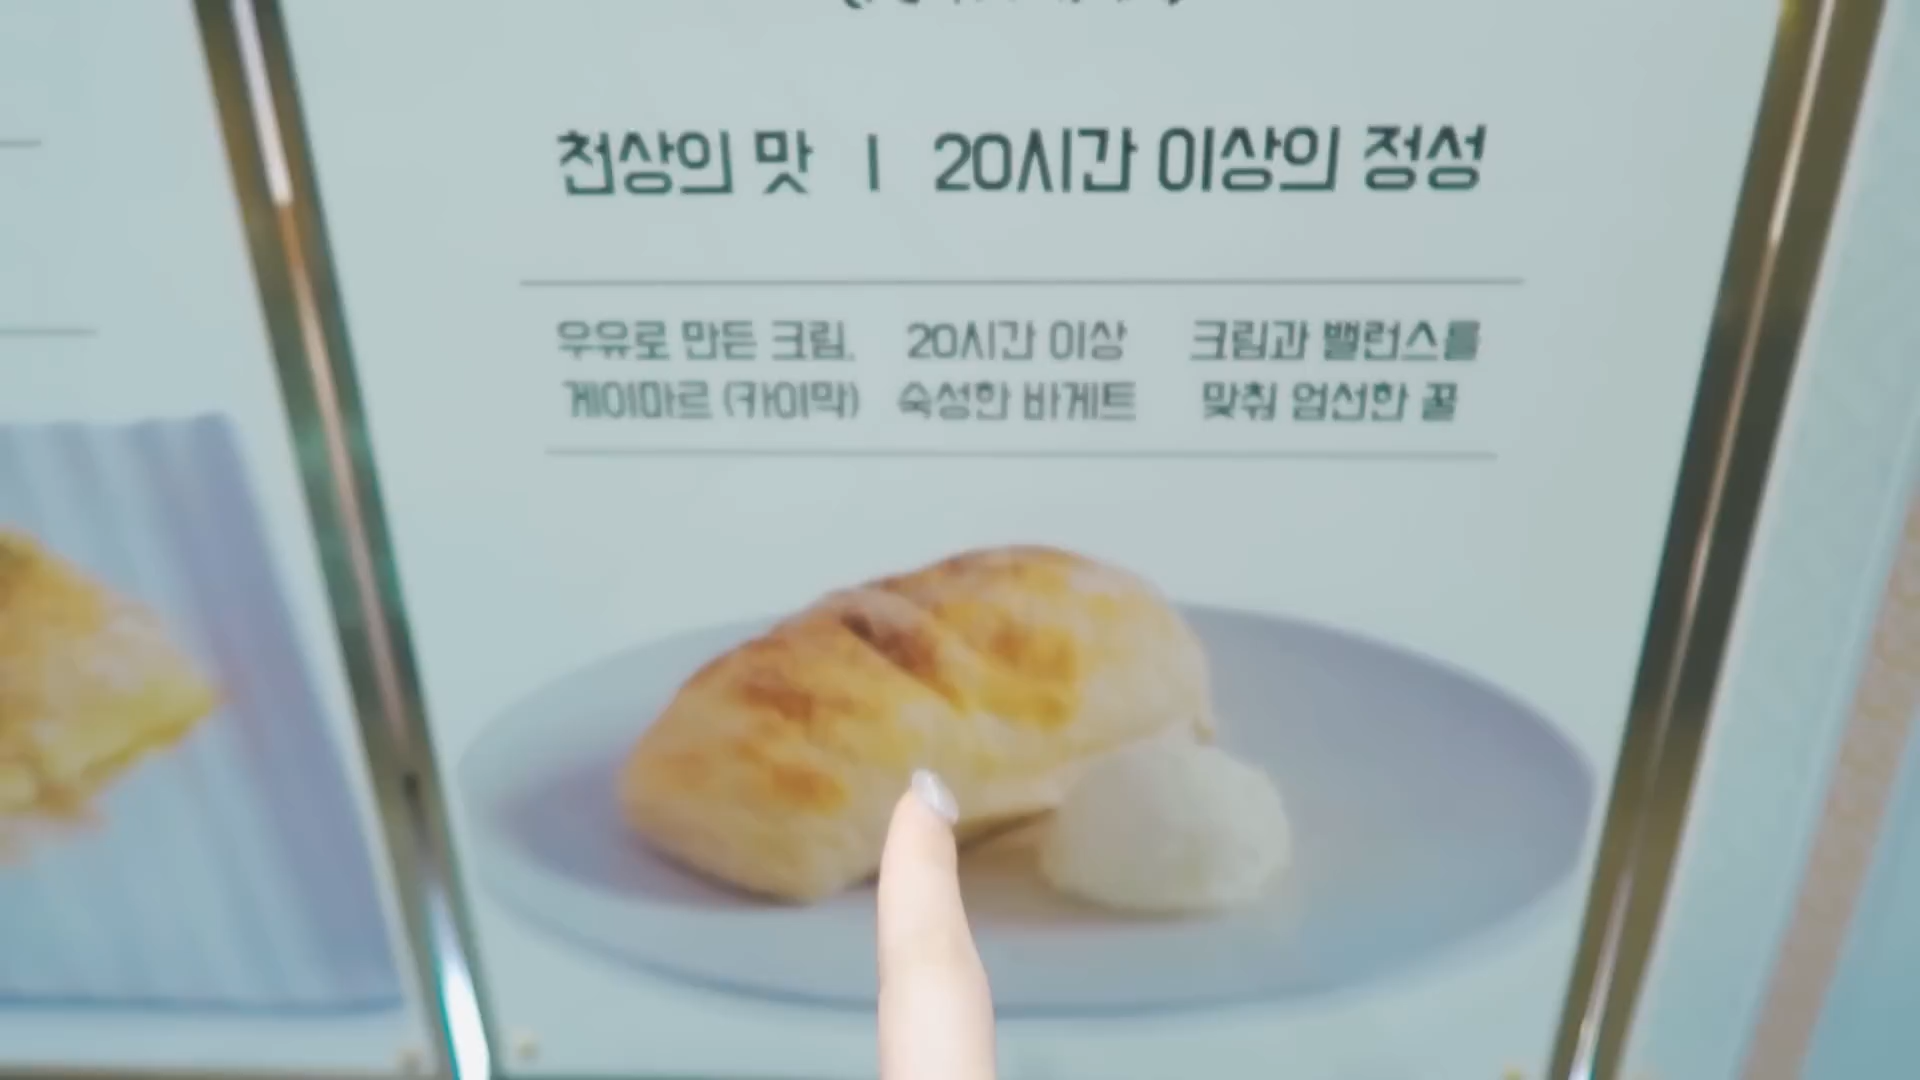 천상의 맛 | 20시간 이상의 정성
우유로 만든 크림. 게이마르 (카이막)
20시간 이상 숙성한 바게트
크림과 밸런스를 맞춰 엄선한 꿀